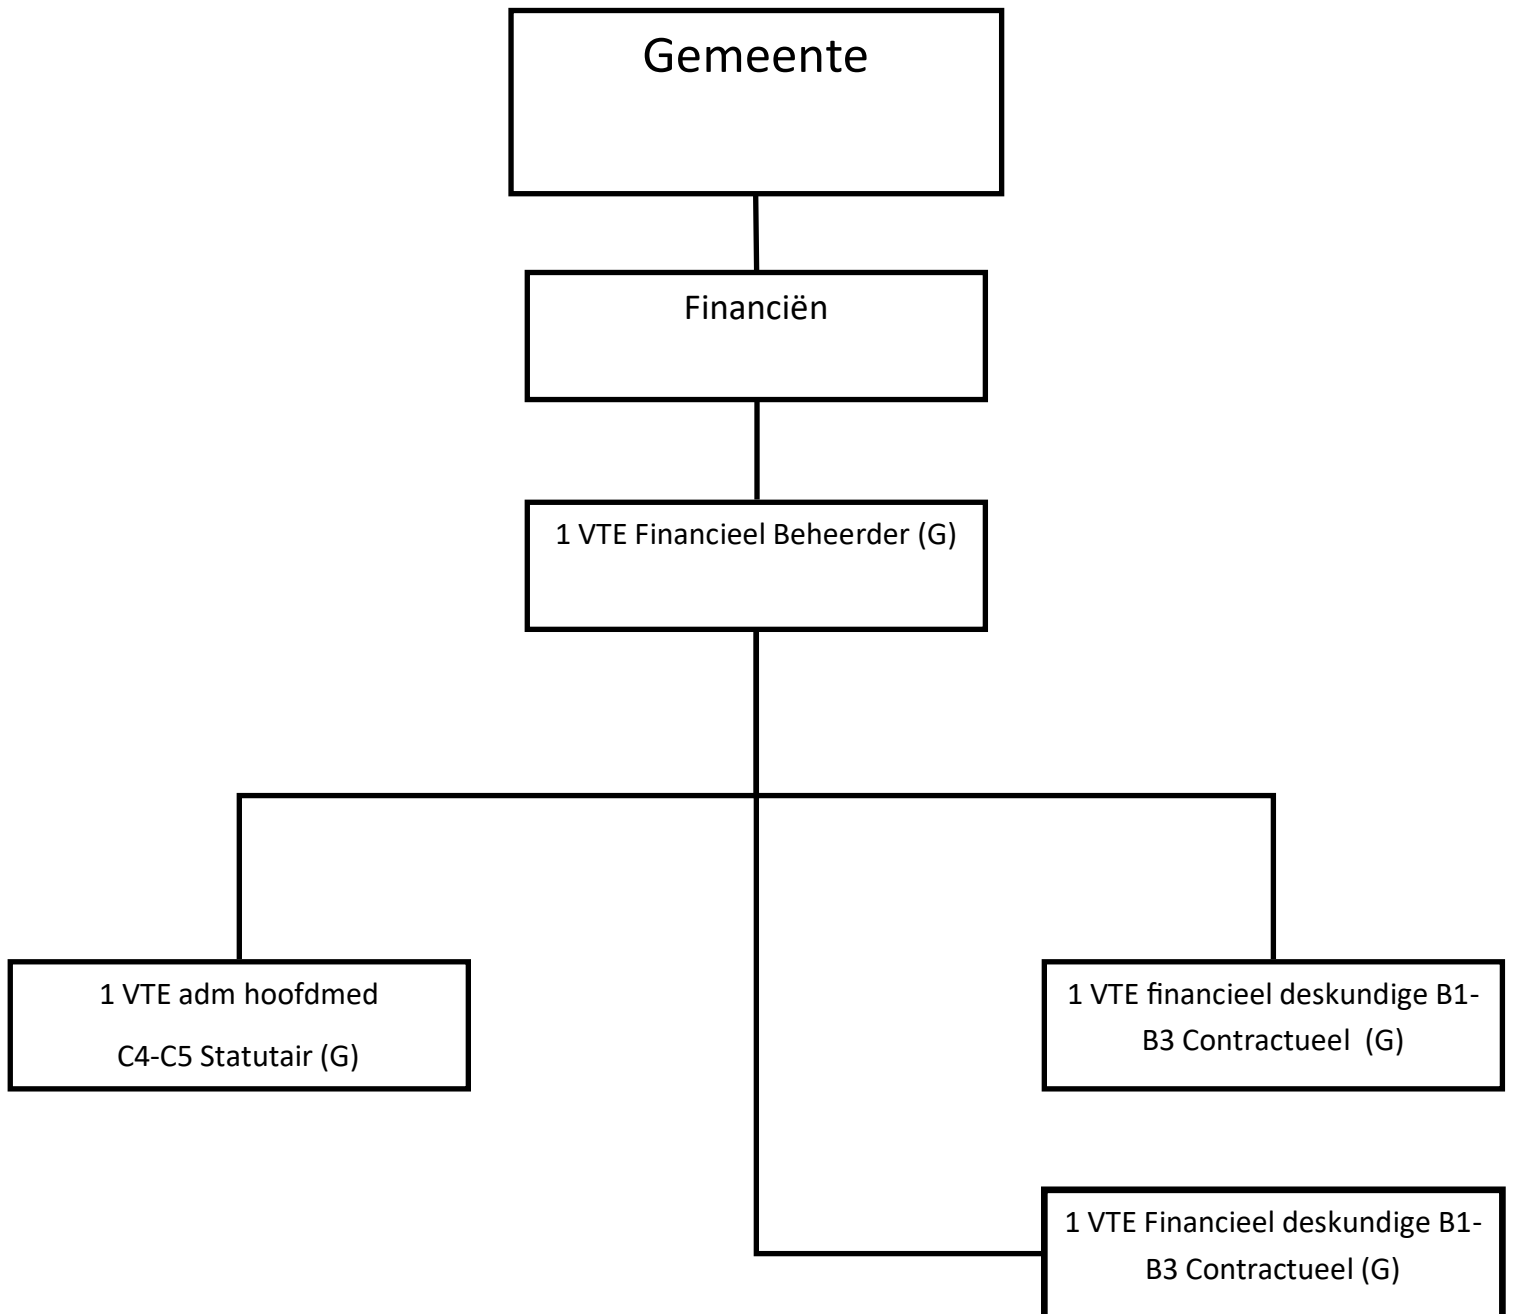 Gemeente
Financiën
1 VTE Financieel Beheerder (G)
1 VTE adm hoofdmed
C4-C5 Statutair (G)
1 VTE financieel deskundige B1-
B3 Contractueel  (G)
1 VTE Financieel deskundige B1-
B3 Contractueel (G)